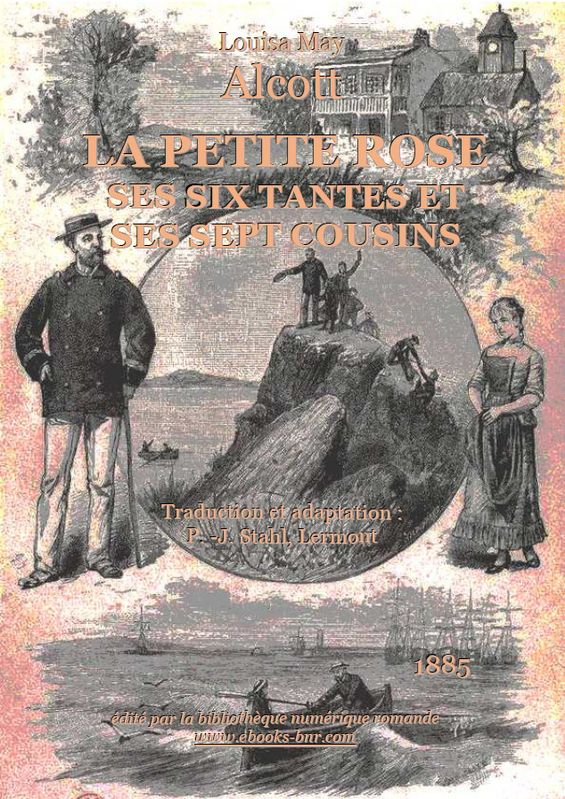 Louisa May
Alcott
LA PETITE ROSE
SES SIX TANTES ET
SES SEPT COUSINS
Traduction et adaptation :
P. -J. Stahl, Lermont
1885
édité par la bibliothèque numérique romande
www.ebooks-bnr.com